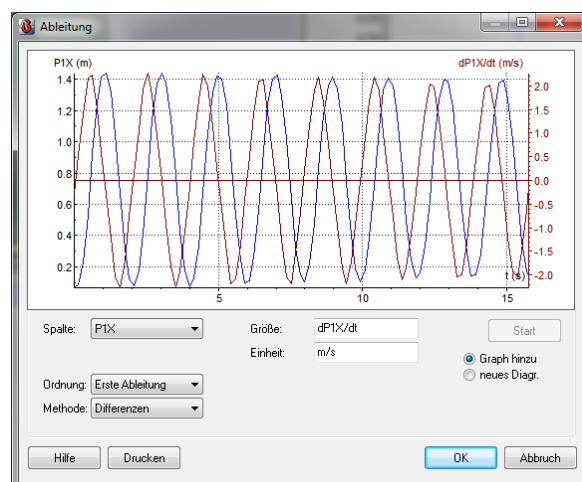 Ableitung
P1X (m) dP1X/dt (m/s)
1.4 2.0
1.2 1.5
1.0 1.0
0.5
0.8 0.0
0.6 -0.5
-1.0
0.4 -1.5
0.2 -2.0
t (s)
5 10 15
Spalte: P1X Größe: dP1X/dt Start
Einheit: m/s Graph hinzu
neues Diagr.
Ordnung: Erste Ableitung
Methode: Differenzen
Hilfe Drucken OK Abbruch